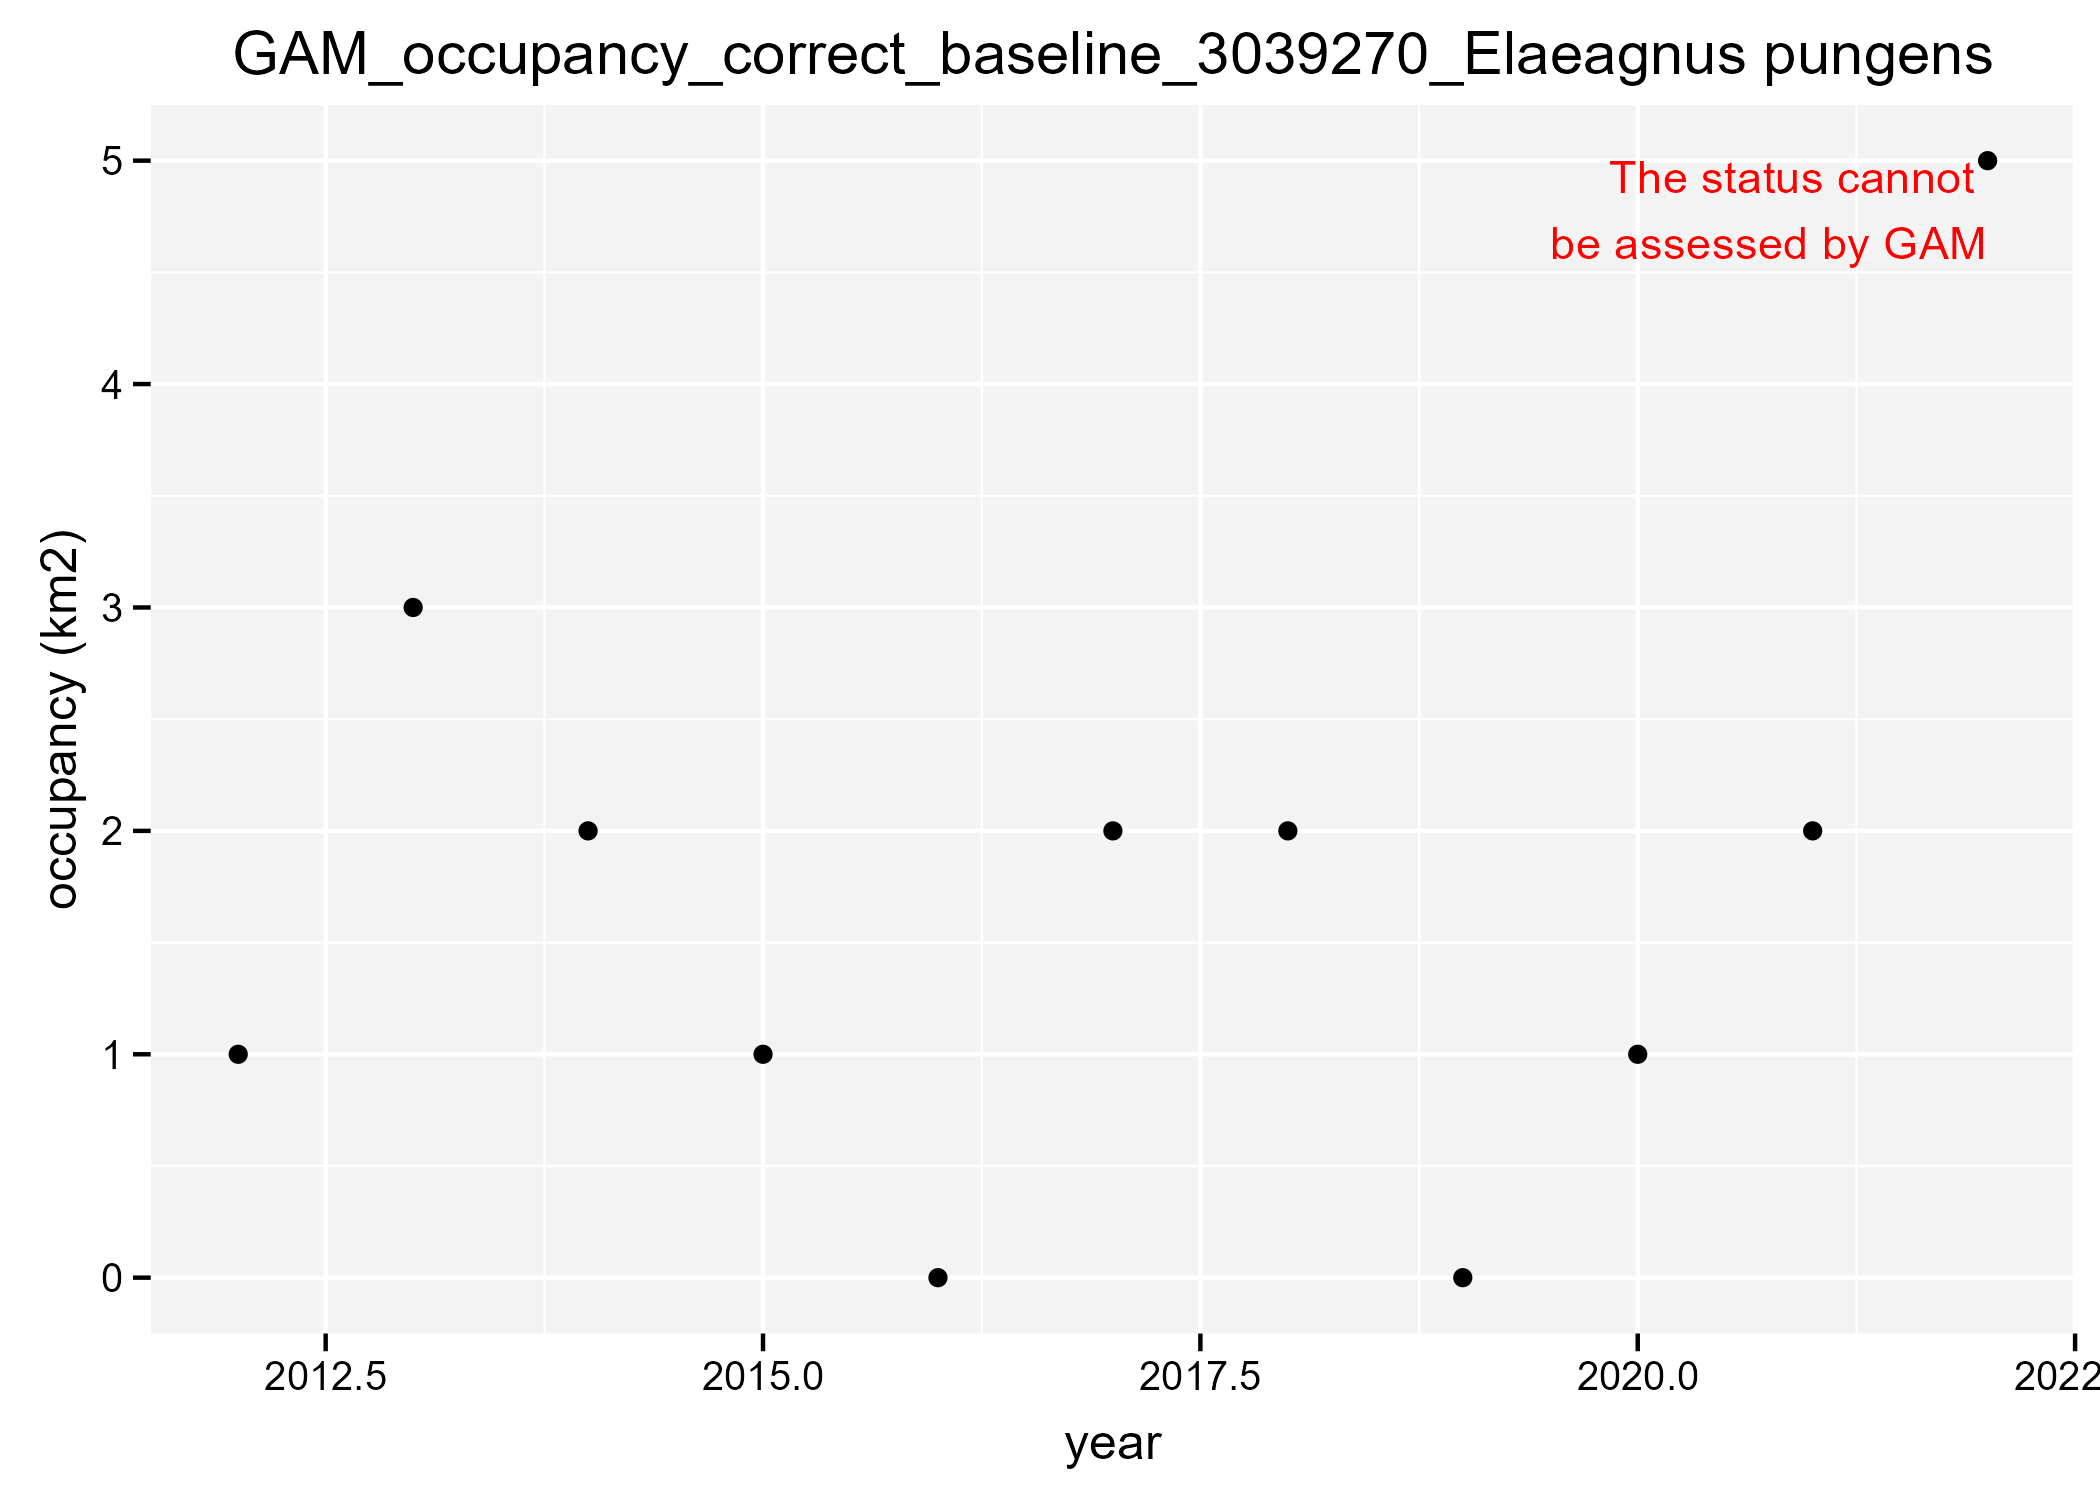 GAM_occupancy_correct_baseline_3039270_Elaeagnus pungens
5
The status cannot
be assessed by GAM
4
3
2
1
0
occupancy (km2)
2012.5 2015.0 2017.5 2020.0 2022
year